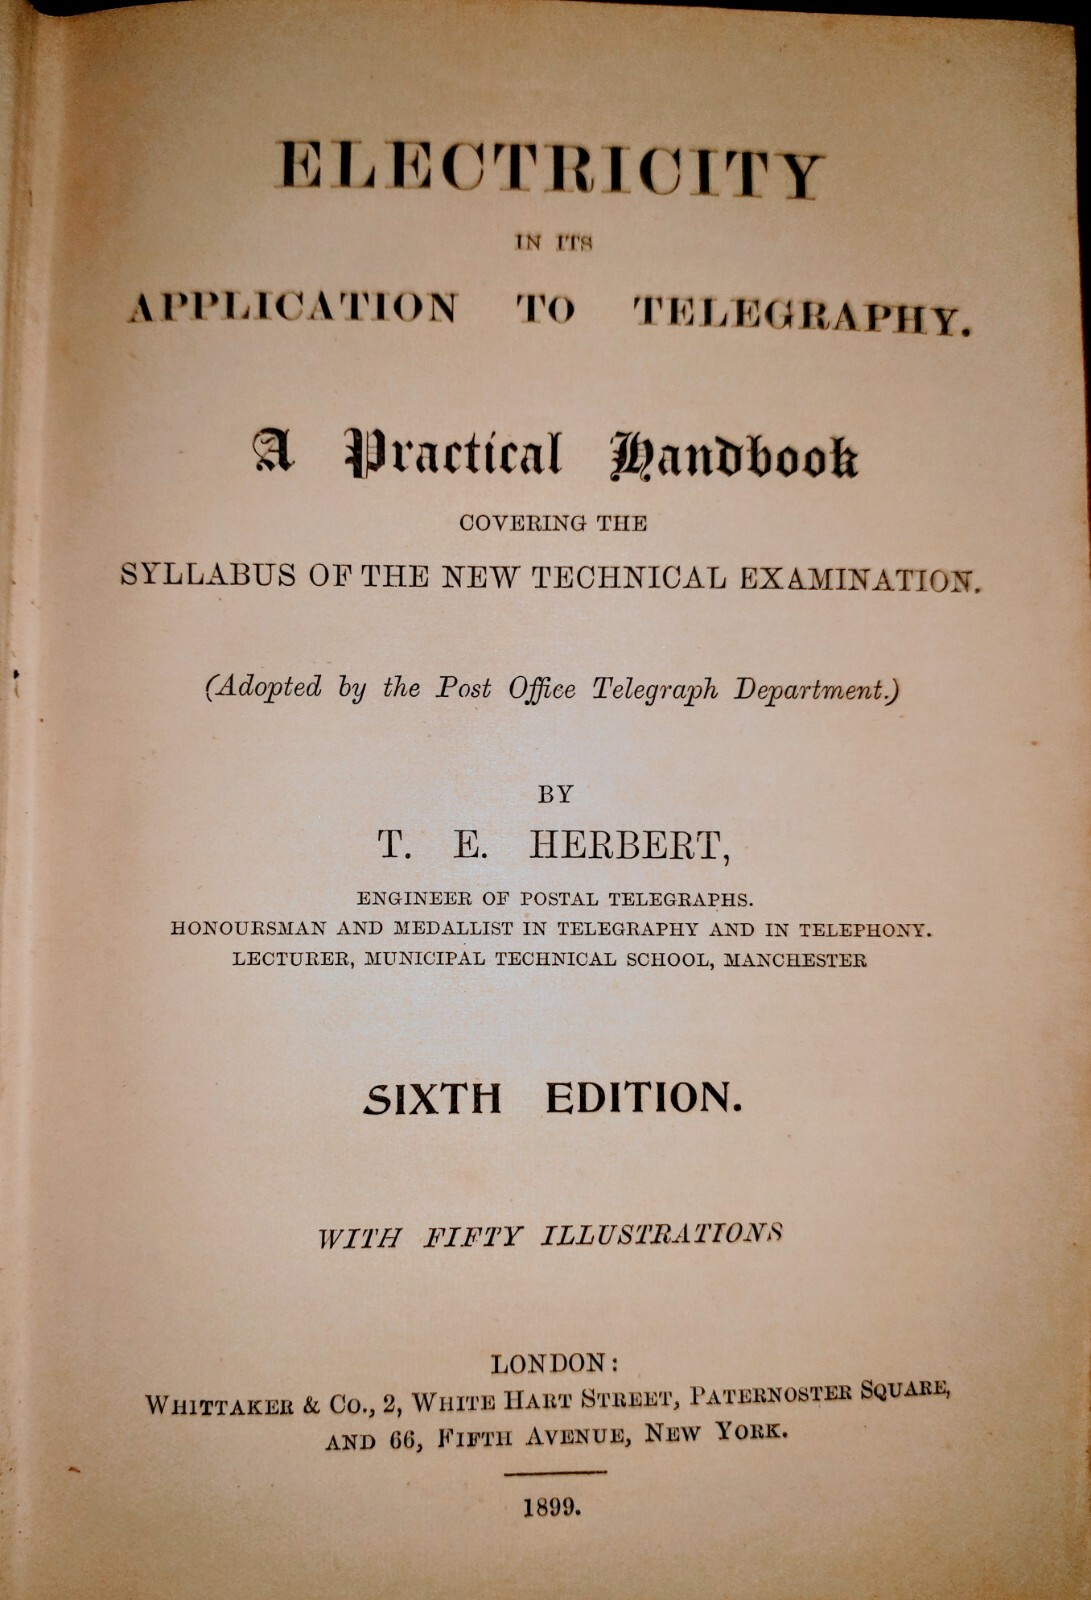 ELECTRICITY
IN ITS
APPLICATION TO TELEGRAPHY.
A Practical Handbook
COVERING THE
SYLLABUS OF THE NEW TECHNICAL EXAMINATION.
(Adopted by the Post Office Telegraph Department.)
BY
T. E. HERBERT,
ENGINEER OF POSTAL TELEGRAPHS.
HONOURSMAN AND MEDALLIST IN TELEGRAPHY AND IN TELEPHONY.
LECTURER, MUNICIPAL TECHNICAL SCHOOL, MANCHESTER
SIXTH EDITION.
WITH FIFTY ILLUSTRATIONS
LONDON:
WHITTAKER & CO., 2, WHITE HART STREET, PATERNOSTER SQUARE,
AND 66, FIFTH AVENUE, NEW YORK.
1899.